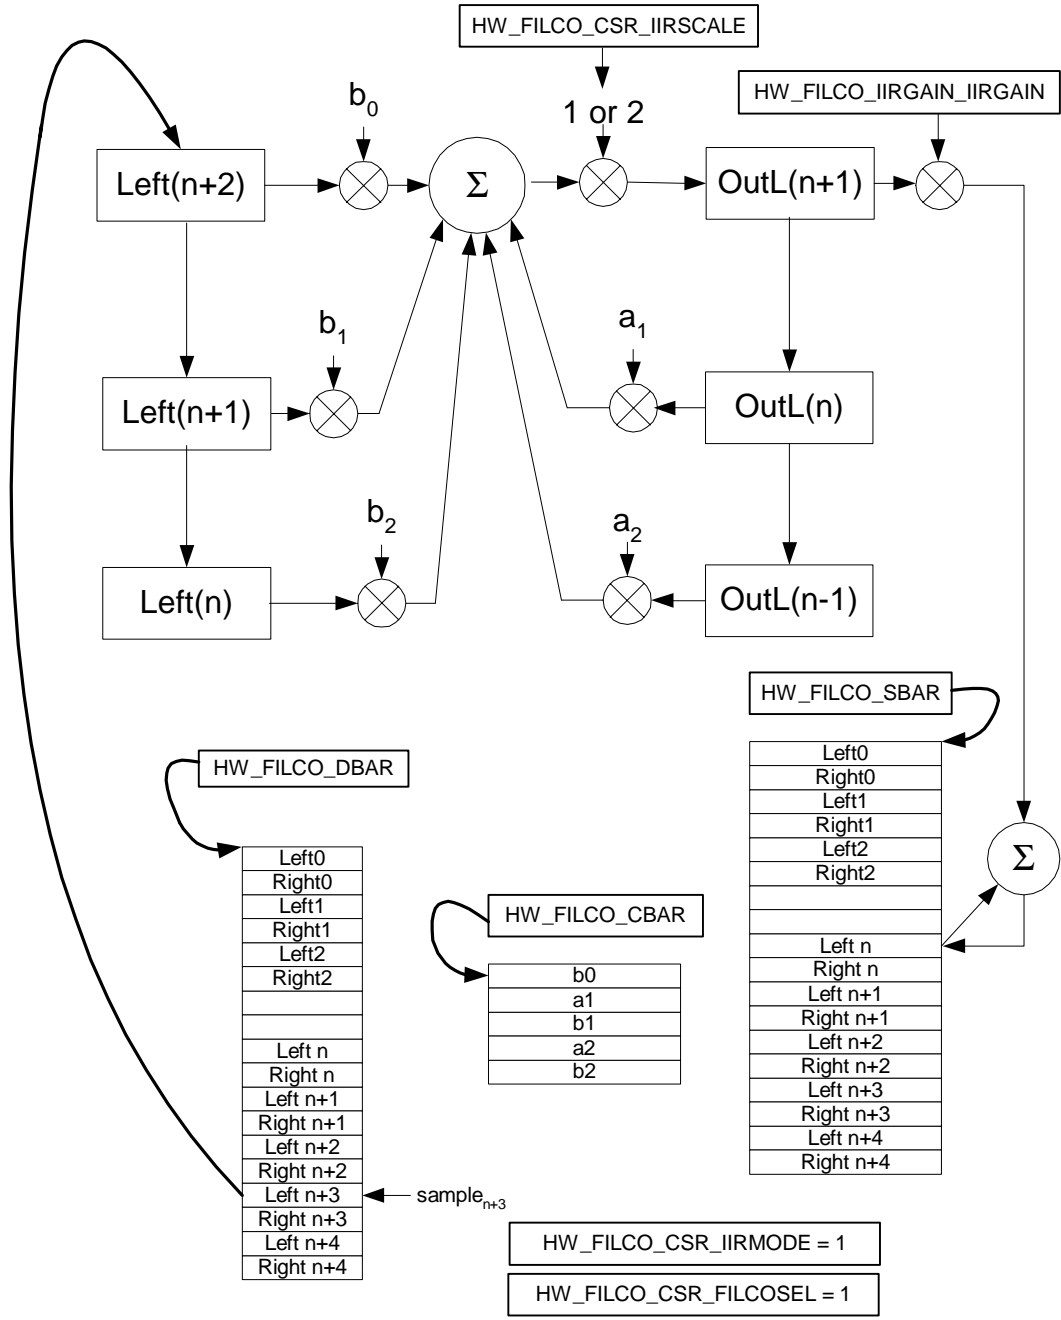 HW_FILCO_CSR_IIRSCALE
HW_FILCO_IIRGAIN_IIRGAIN
b0
1 or 2
Left(n+2)
Σ
OutL(n+1)
b1
a1
Left(n+1)
OutL(n)
b2
a2
Left(n)
OutL(n-1)
HW_FILCO_SBAR
Left0
Right0
Left1
Right1
Left2
Right2
Left n
Right n
Left n+1
Right n+1
Left n+2
Right n+2
Left n+3
Right n+3
Left n+4
Right n+4
Σ
HW_FILCO_DBAR
Left0
Right0
Left1
Right1
Left2
Right2
Left n
Right n
Left n+1
Right n+1
Left n+2
Right n+2
Left n+3
Right n+3
Left n+4
Right n+4
sample n+3
HW_FILCO_CBAR
b0
a1
b1
a2
b2
HW_FILCO_CSR_IIRMODE = 1
HW_FILCO_CSR_FILCOSEL = 1